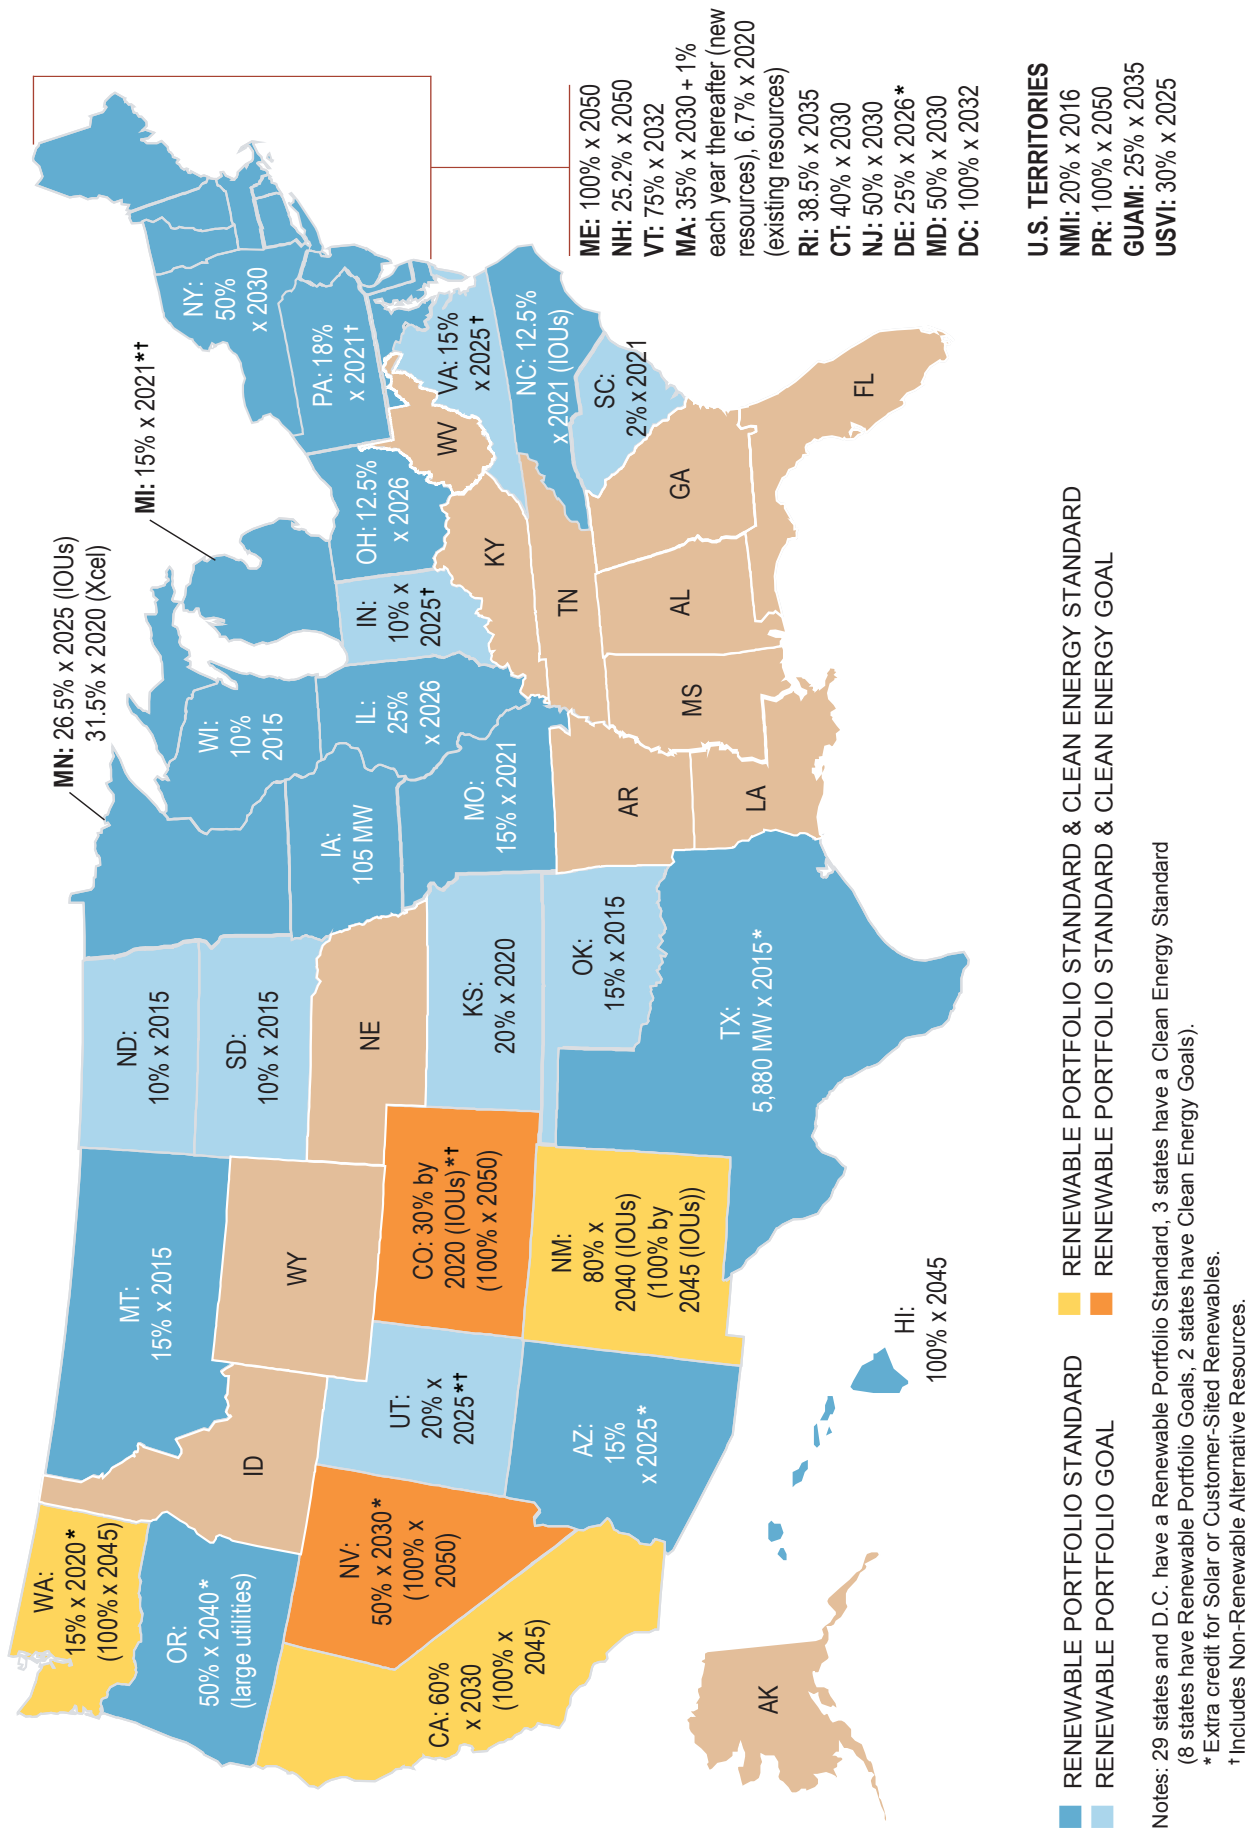 WA:
15% x 2020*
(100% x 2045)
OR:
50% x 2040*
(large utilities)
CA: 60%
x 2030
(100% x
2045)
NV:
50% x 2030*
(100% x
2050)
ID
MT:
15% x 2015
WY
UT:
20% x
2025*†
AZ:
15%
x 2025*
CO: 30% by
2020 (IOUs)*†
(100% x 2050)
NM:
80% x
2040 (IOUs)
(100% by
2045 (IOUs))
ND:
10% x 2015
SD:
10% x 2015
NE
KS:
20% x 2020
OK:
15% x 2015
TX:
5,880 MW x 2015*
MN: 26.5% x 2025 (IOUs)
31.5% x 2020 (Xcel)
IA:
105 MW
MO:
15% x 2021
AR
LA
WI:
10%
2015
IL:
25%
x 2026
MS
MI: 15% x 2021*†
IN:
10% x
2025†
OH: 12.5%
x 2026
KY
TN
AL
GA
FL
WV
VA: 15%
x 2025†
NC: 12.5%
x 2021 (IOUs)
SC:
2% x 2021
PA: 18%
x 2021†
NY:
50%
x 2030
AK
HI:
100% x 2045
ME: 100% x 2050
NH: 25.2% x 2050
VT: 75% x 2032
MA: 35% x 2030 + 1%
each year thereafter (new
resources), 6.7% x 2020
(existing resources)
RI: 38.5% x 2035
CT: 40% x 2030
NJ: 50% x 2030
DE: 25% x 2026*
MD: 50% x 2030
DC: 100% x 2032
U.S. TERRITORIES
NMI: 20% x 2016
PR: 100% x 2050
GUAM: 25% x 2035
USVI: 30% x 2025
RENEWABLE PORTFOLIO STANDARD
RENEWABLE PORTFOLIO GOAL
RENEWABLE PORTFOLIO STANDARD & CLEAN ENERGY STANDARD
RENEWABLE PORTFOLIO STANDARD & CLEAN ENERGY GOAL
Notes: 29 states and D.C. have a Renewable Portfolio Standard, 3 states have a Clean Energy Standard
(8 states have Renewable Portfolio Goals, 2 states have Clean Energy Goals).
* Extra credit for Solar or Customer-Sited Renewables.
† Includes Non-Renewable Alternative Resources.